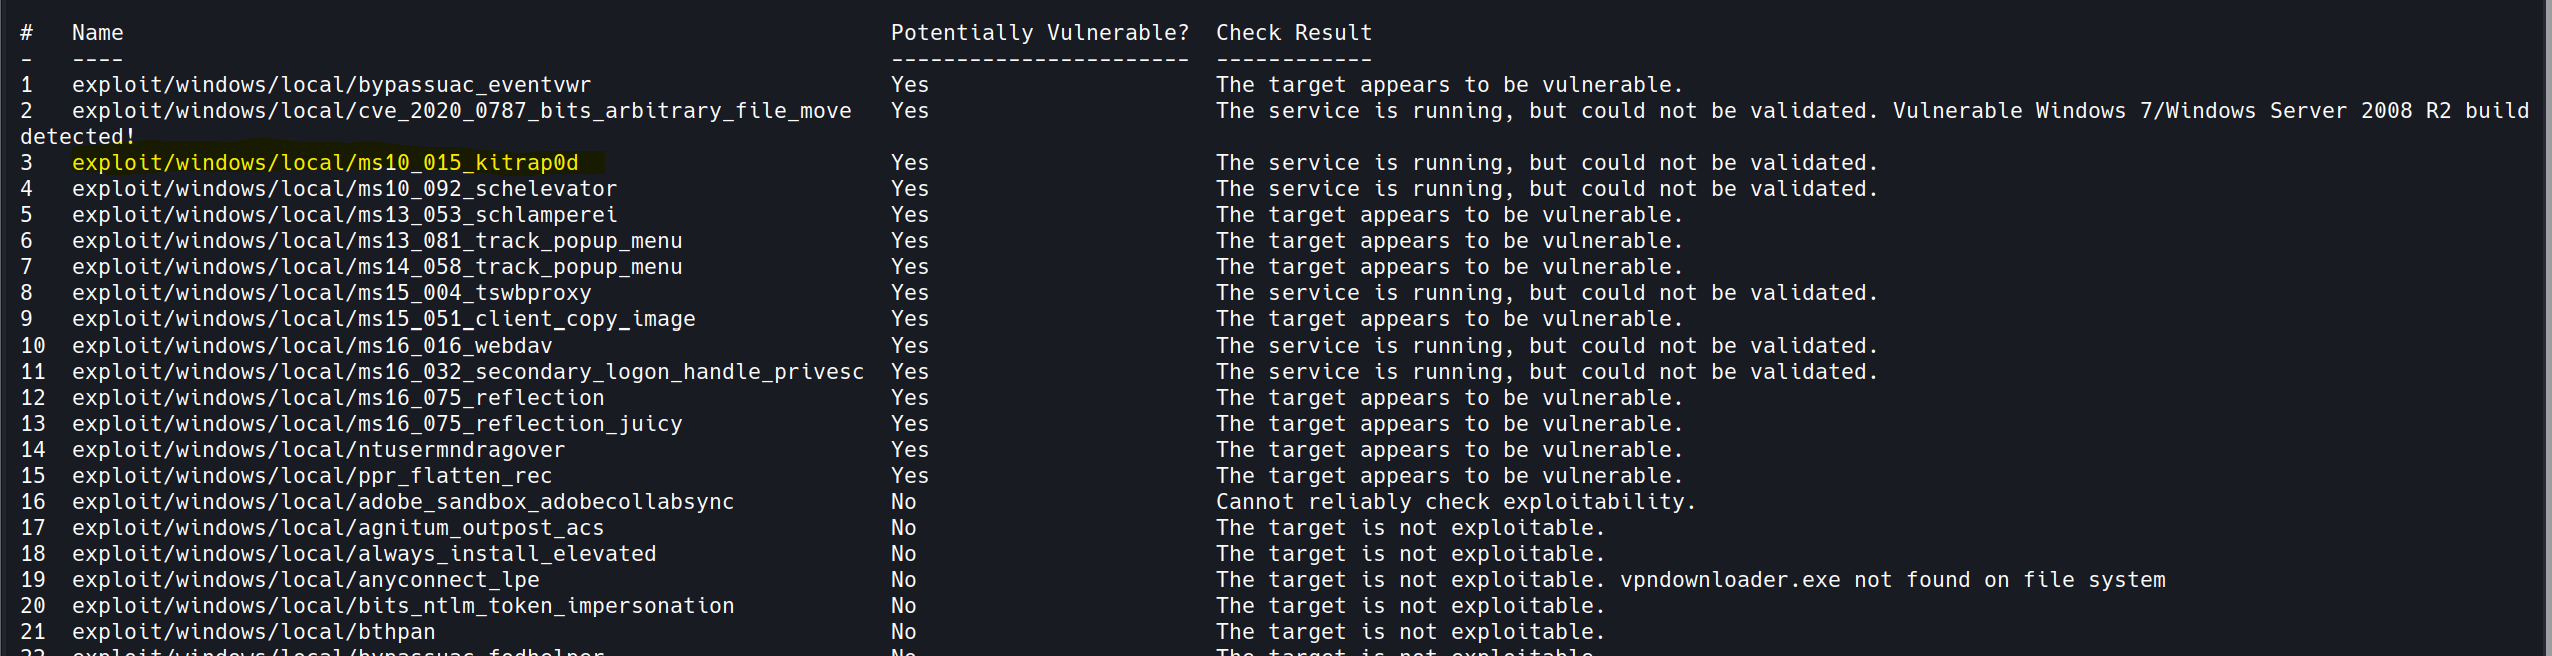 #   Name                                                           Potentially Vulnerable?  Check Result
-   ----                                                           -----------------------  ------------
1   exploit/windows/local/bypassuac_eventvwr                       Yes                      The target appears to be vulnerable.
2   exploit/windows/local/cve_2020_0787_bits_arbitrary_file_move   Yes                      The service is running, but could not be validated. Vulnerable Windows 7/Windows Server 2008 R2 build
detected!
3   exploit/windows/local/ms10_015_kitrap0d                        Yes                      The service is running, but could not be validated.
4   exploit/windows/local/ms10_092_schelevator                     Yes                      The service is running, but could not be validated.
5   exploit/windows/local/ms13_053_schlamperei                     Yes                      The target appears to be vulnerable.
6   exploit/windows/local/ms13_081_track_popup_menu                Yes                      The target appears to be vulnerable.
7   exploit/windows/local/ms14_058_track_popup_menu                Yes                      The target appears to be vulnerable.
8   exploit/windows/local/ms15_004_tswbproxy                       Yes                      The service is running, but could not be validated.
9   exploit/windows/local/ms15_051_client_copy_image               Yes                      The target appears to be vulnerable.
10  exploit/windows/local/ms16_016_webdav                          Yes                      The service is running, but could not be validated.
11  exploit/windows/local/ms16_032_secondary_logon_handle_privesc  Yes                      The service is running, but could not be validated.
12  exploit/windows/local/ms16_075_reflection                      Yes                      The target appears to be vulnerable.
13  exploit/windows/local/ms16_075_reflection_juicy                Yes                      The target appears to be vulnerable.
14  exploit/windows/local/ntusermndragover                         Yes                      The target appears to be vulnerable.
15  exploit/windows/local/ppr_flatten_rec                          Yes                      The target appears to be vulnerable.
16  exploit/windows/local/adobe_sandbox_adobecollabsync            No                       Cannot reliably check exploitability.
17  exploit/windows/local/agnitum_outpost_acs                      No                       The target is not exploitable.
18  exploit/windows/local/always_install_elevated                  No                       The target is not exploitable.
19  exploit/windows/local/anyconnect_lpe                           No                       The target is not exploitable. vpndownloader.exe not found on file system
20  exploit/windows/local/bits_ntlm_token_impersonation            No                       The target is not exploitable.
21  exploit/windows/local/bthpan                                   No                       The target is not exploitable.
22  exploit/windows/local/bypassuac_fodhelper                      No                       The target is not exploitable.